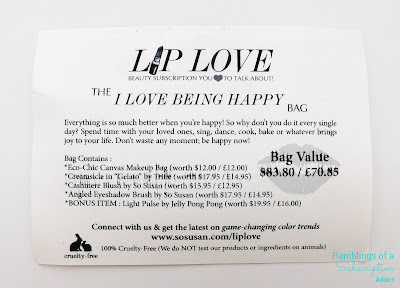 LIP LOVE
BEAUTY SUBSCRIPTION YOU TO TALK ABOUT!
THE I LOVE BEING HAPPY BAG
Everything is so much better when you're happy! So why don't you do it every single
day? Spend time with your loved ones, sing, dance, cook, bake or whatever brings
joy to your life. Don't waste any moment; be happy now!
Bag Contains :
*Eco-Chic Canvas Makeup Bag (worth $12.00 / £12.00)
*Creamsicle in "Gelato" by Tribe (worth $17.95 / £14.95)
*Cashmere Blush by So Susan (worth $15.95 / £12.95)
*Angled Eyeshadow Brush by So Susan (worth $17.95 / £14.95)
*BONUS ITEM : Light Pulse by Jelly Pong Pong (worth $19.95 / £16.00)
Bag Value
$83.80 / £70.85
Connect with us & get the latest on game-changing color trends
www.sosusan.com/liplove
100% Cruelty-Free (We do NOT test our products or ingredients on animals)
cruelty-free
Ramblings of a
Subscription
Addict